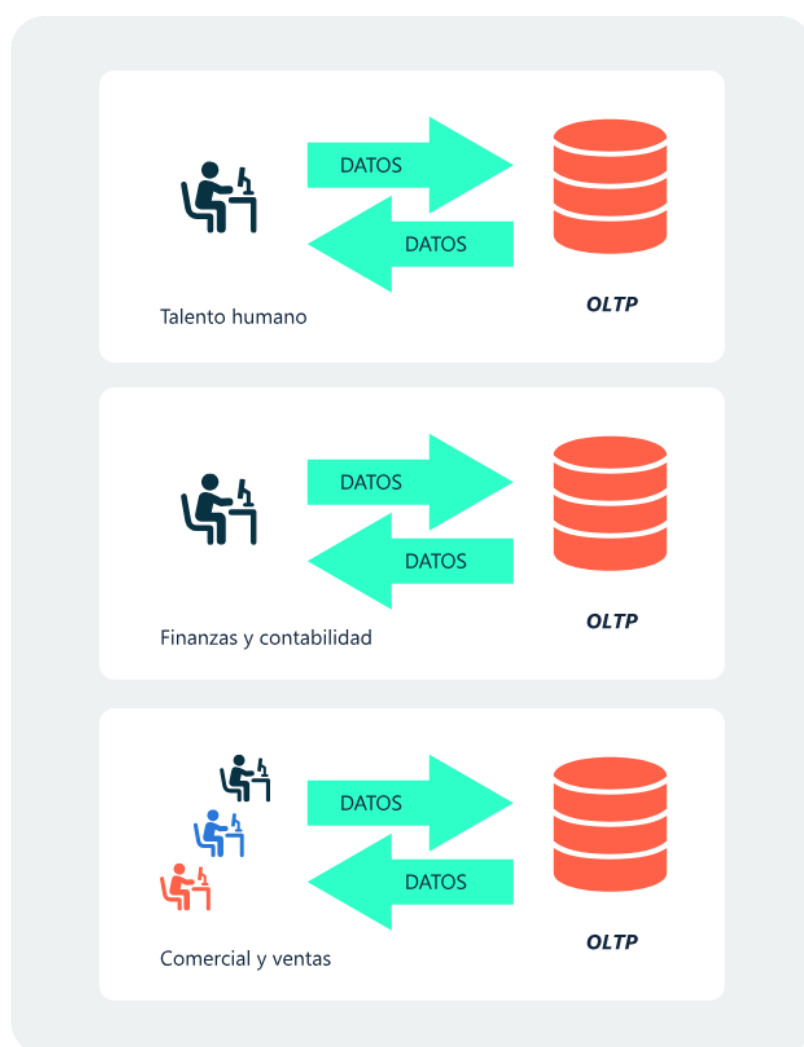 DATOS
DATOS
Talento humano
OLTP
DATOS
DATOS
Finanzas y contabilidad
OLTP
DATOS
DATOS
Comercial y ventas
OLTP